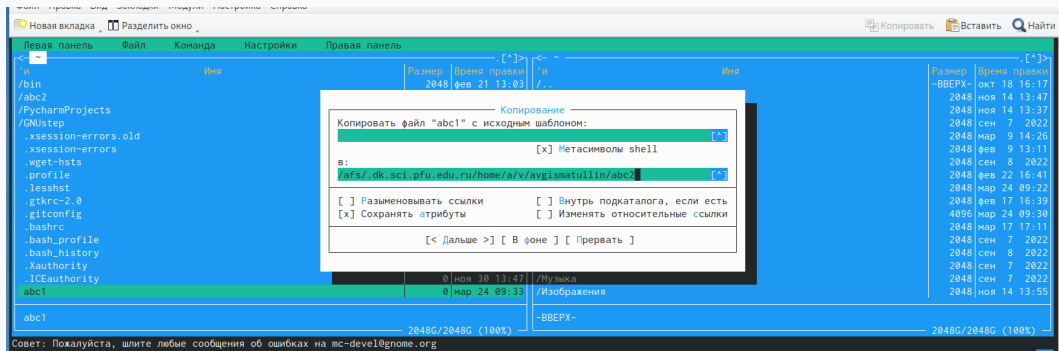 Новая вкладка Разделить окно Копировать Вставить Найти
Левая панель Файл Команда Настройки Правая панель
<- ~ .[^]> <- ~ .[^]>
'и Имя Размер Время правки 'и Имя Размер Время правки
/bin 2048 фев 21 13:03 /.. -ВВЕРХ- окт 18 16:17
/abc2 2048 ноя 14 13:47
/PycharmProjects Копирование 2048 ноя 14 13:37
/GNUstep Копировать файл "abc1" с исходным шаблоном: 2048 сен 7 2022
.xsession-errors.old [^] 2048 мар 9 14:26
.xsession-errors [x] Метасимволы shell 2048 фев 9 13:11
.wget-hsts в: 2048 сен 8 2022
.profile /afs/.dk.sci.pfu.edu.ru/home/a/v/avgismatullin/abc2 [^] 2048 фев 22 16:41
.lesshst 2048 мар 24 09:22
.gtkrc-2.0 [ ] Разыменовывать ссылки [ ] Внутрь подкаталога, если есть 2048 фев 17 16:39
.gitconfig [x] Сохранять атрибуты [ ] Изменять относительные ссылки 4096 мар 24 09:30
.bashrc 2048 мар 17 17:11
.bash_profile [< Дальше >] [ В фоне ] [ Прервать ] 2048 сен 7 2022
.bash_history 2048 сен 8 2022
.Xauthority 2048 сен 7 2022
.ICEauthority 0 ноя 30 13:47 /Музыка 2048 сен 7 2022
abc1 0 мар 24 09:33 /Изображения 2048 ноя 14 13:55
abc1 -ВВЕРХ-
2048G/2048G (100%) 2048G/2048G (100%)
Совет: Пожалуйста, шлите любые сообщения об ошибках на mc-devel@gnome.org